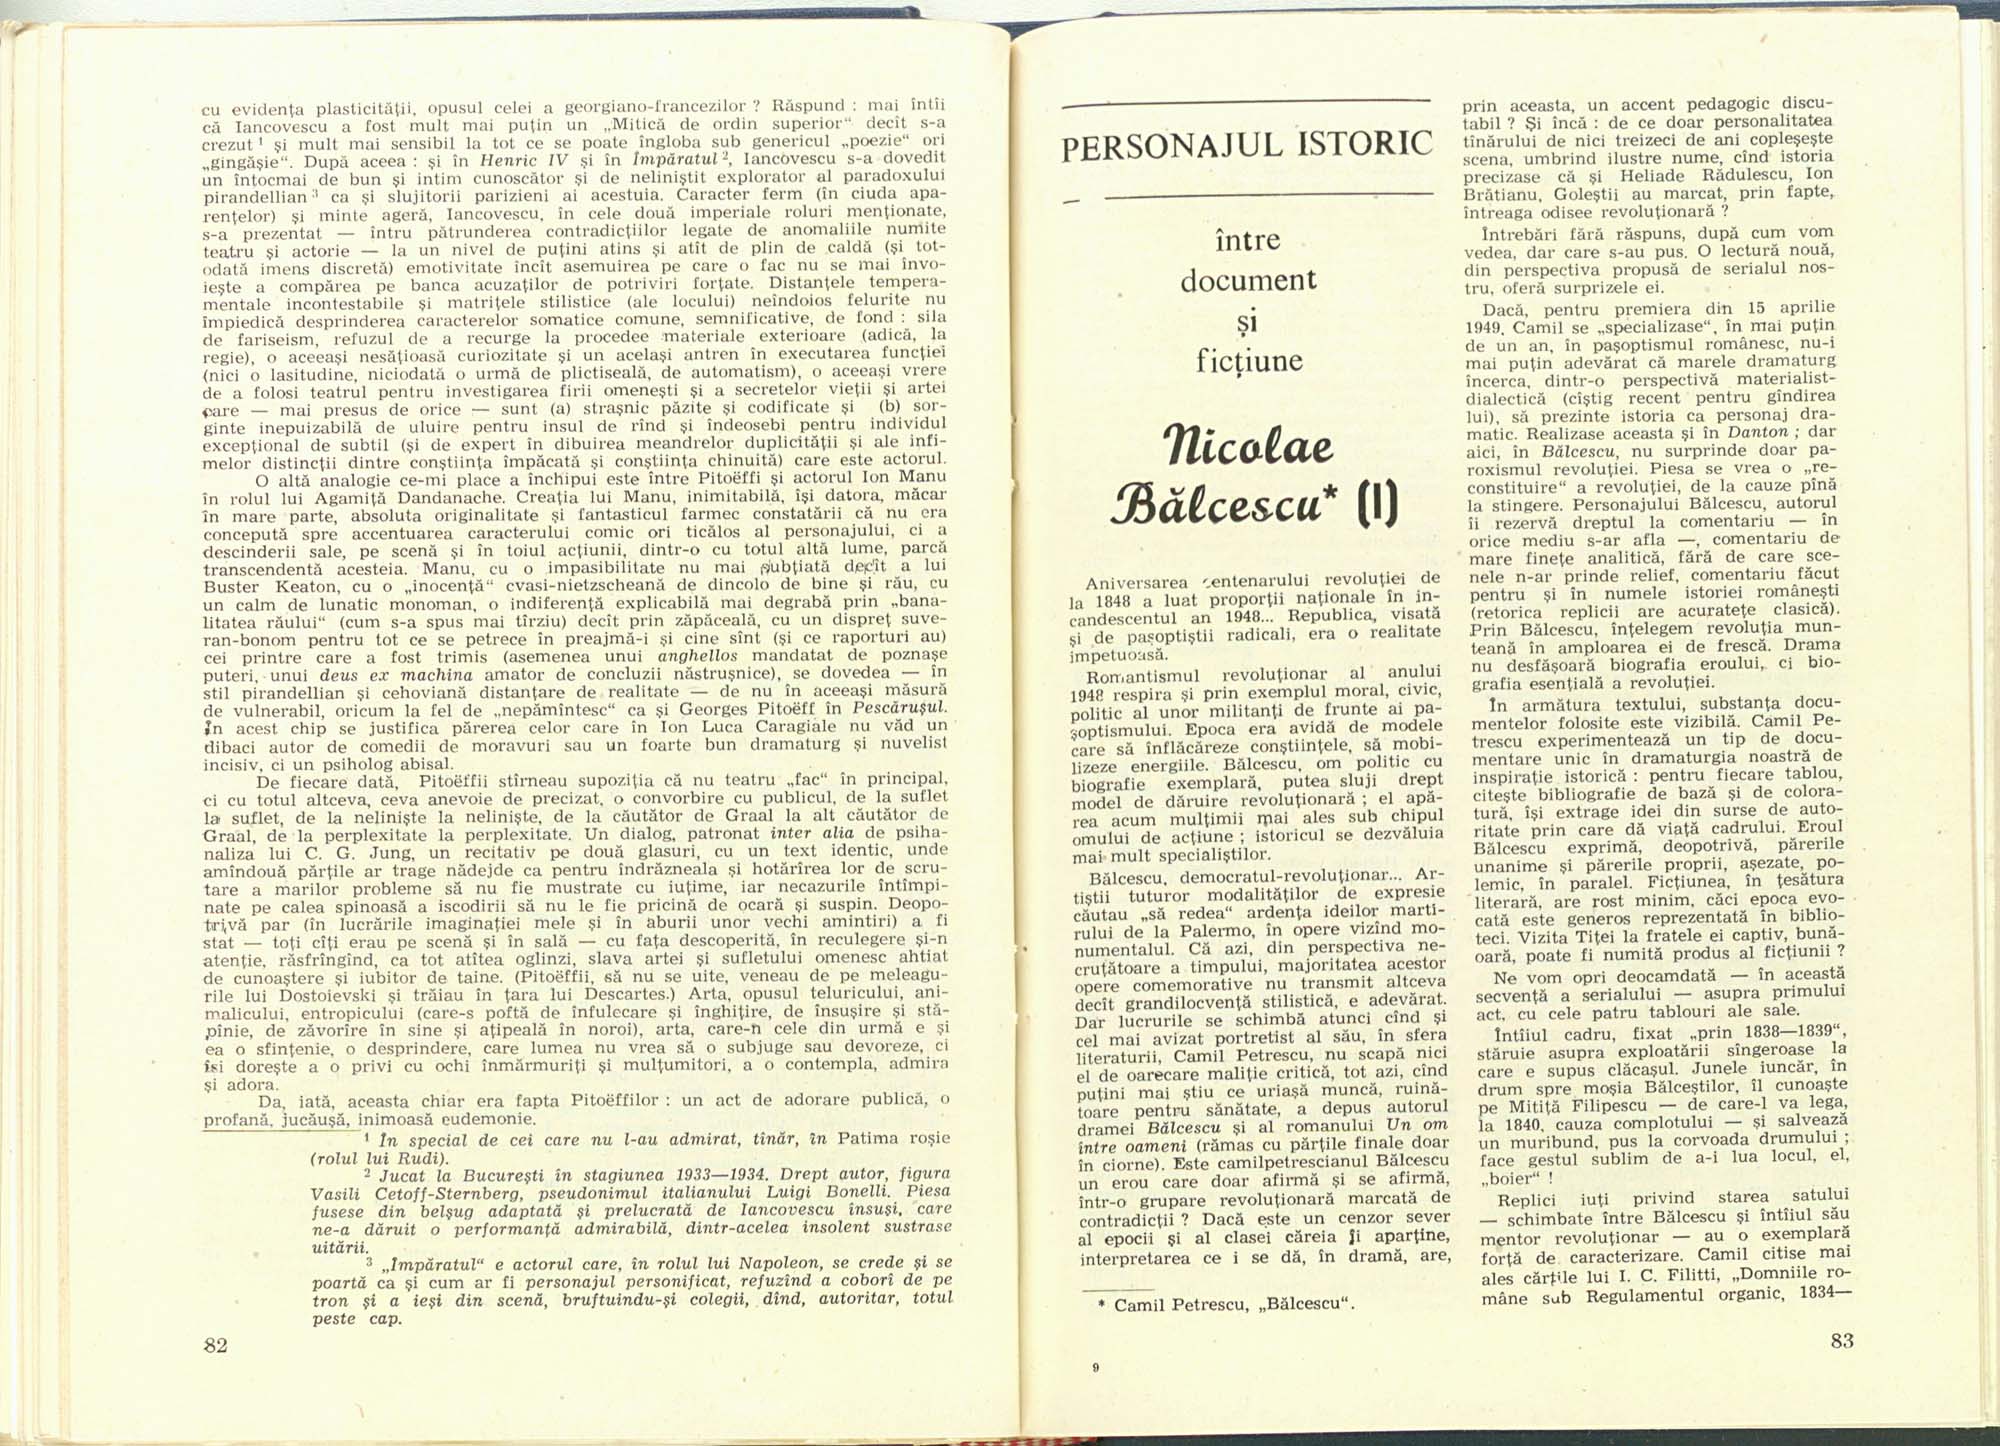 cu evidența plasticității, opusul celei a georgiano-francezilor ? Răspund : mai întîi
că Iancovescu a fost mult mai puțin un „Mitică de ordin superior“ decît s-a
crezut ¹ și mult mai sensibil la tot ce se poate îngloba sub genericul „poezie“ ori
„gingășie“. După aceea : și în Henric IV și în Împăratul ², Iancovescu s-a dovedit
un întocmai de bun și intim cunoscător și de neliniștit explorator al paradoxului
pirandellian ³ ca și slujitorii parizieni ai acestuia. Caracter ferm (în ciuda apa-
rențelor) și minte ageră, Iancovescu, în cele două imperiale roluri menționate,
s-a prezentat — întru pătrunderea contradicțiilor legate de anomaliile numite
teatru și actorie — la un nivel de puțini atins și atît de plin de caldă (și tot-
odată imens discretă) emotivitate încît asemuirea pe care o fac nu se mai învo-
iește a compărea pe banca acuzaților de potriviri forțate. Distanțele tempera-
mentale incontestabile și matrițele stilistice (ale locului) neîndoios felurite nu
împiedică desprinderea caracterelor somatice comune, semnificative, de fond : sila
de fariseism, refuzul de a recurge la procedee materiale exterioare (adică, la
regie), o aceeași nesățioasă curiozitate și un același antren în executarea funcției
(nici o lasitudine, niciodată o urmă de plictiseală, de automatism), o aceeași vrere
de a folosi teatrul pentru investigarea firii omenești și a secretelor vieții și artei
care — mai presus de orice — sunt (a) strașnic păzite și codificate și (b) sor-
ginte inepuizabilă de uluire pentru insul de rînd și îndeosebi pentru individul
excepțional de subtil (și de expert în dibuirea meandrelor duplicității și ale infi-
melor distincții dintre conștiința împăcată și conștiința chinuită) care este actorul.
O altă analogie ce-mi place a închipui este între Pitoëffi și actorul Ion Manu
în rolul lui Agamiță Dandanache. Creația lui Manu, inimitabilă, își datora, măcar
în mare parte, absoluta originalitate și fantasticul farmec constatării că nu era
concepută spre accentuarea caracterului comic ori ticălos al personajului, ci a
descinderii sale, pe scenă și în toiul acțiunii, dintr-o cu totul altă lume, parcă
transcendentă acesteia. Manu, cu o impasibilitate nu mai subțiată decît a lui
Buster Keaton, cu o „inocență“ cvasi-nietzscheană de dincolo de bine și rău, cu
un calm de lunatic monoman, o indiferență explicabilă mai degrabă prin „bana-
litatea răului“ (cum s-a spus mai tîrziu) decît prin zăpăceală, cu un dispreț suve-
ran-bonom pentru tot ce se petrece în preajmă-i și cine sînt (și ce raporturi au)
cei printre care a fost trimis (asemenea unui anghellos mandatat de poznașe
puteri, unui deus ex machina amator de concluzii năstrușnice), se dovedea — în
stil pirandellian și cehoviană distanțare de realitate — de nu în aceeași măsură
de vulnerabil, oricum la fel de „nepămîntesc“ ca și Georges Pitoëff în Pescărușul.
În acest chip se justifica părerea celor care în Ion Luca Caragiale nu văd un
dibaci autor de comedii de moravuri sau un foarte bun dramaturg și nuvelist
incisiv, ci un psiholog abisal.
De fiecare dată, Pitoëffii stîrneau supoziția că nu teatru „fac“ în principal,
ci cu totul altceva, ceva anevoie de precizat, o convorbire cu publicul, de la suflet
la suflet, de la neliniște la neliniște, de la căutător de Graal la alt căutător de
Graal, de la perplexitate la perplexitate. Un dialog, patronat inter alia de psiha-
naliza lui C. G. Jung, un recitativ pe două glasuri, cu un text identic, unde
amîndouă părțile ar trage nădejde ca pentru îndrăzneala și hotărîrea lor de scru-
tare a marilor probleme să nu fie mustrate cu iuțime, iar necazurile întîmpi-
nate pe calea spinoasă a iscodirii să nu le fie pricină de ocară și suspin. Deopo-
trivă par (în lucrările imaginației mele și în aburii unor vechi amintiri) a fi
stat — toți cîți erau pe scenă și în sală — cu fața descoperită, în reculegere și-n
atenție, răsfrîngînd, ca tot atîtea oglinzi, slava artei și sufletului omenesc ahtiat
de cunoaștere și iubitor de taine. (Pitoëffii, să nu se uite, veneau de pe meleagu-
rile lui Dostoievski și trăiau în țara lui Descartes.) Arta, opusul teluricului, ani-
malicului, entropicului (care-s poftă de înfulecare și înghițire, de însușire și stă-
pînie, de zăvorîre în sine și ațipeală în noroi), arta, care-n cele din urmă e și
ea o sfințenie, o desprindere, care lumea nu vrea să o subjuge sau devoreze, ci
își dorește a o privi cu ochi înmărmuriți și mulțumitori, a o contempla, admira
și adora.
Da, iată, aceasta chiar era fapta Pitoëffilor : un act de adorare publică, o
profană, jucăușă, inimoasă eudemonie.
¹ În special de cei care nu l-au admirat, tînăr, în Patima roșie
(rolul lui Rudi).
² Jucat la București în stagiunea 1933—1934. Drept autor, figura
Vasili Cetoff-Sternberg, pseudonimul italianului Luigi Bonelli. Piesa
fusese din belșug adaptată și prelucrată de Iancovescu însuși, care
ne-a dăruit o performanță admirabilă, dintr-acelea insolent sustrase
uitării.
³ „Împăratul“ e actorul care, în rolul lui Napoleon, se crede și se
poartă ca și cum ar fi personajul personificat, refuzînd a coborî de pe
tron și a ieși din scenă, bruftuindu-și colegii, dînd, autoritar, totul
peste cap.
82
PERSONAJUL ISTORIC
între
document
și
ficțiune
Nicolae
Bălcescu* (I)
Aniversarea centenarului revoluției de
la 1848 a luat proporții naționale în in-
candescentul an 1948... Republica, visată
și de pașoptiștii radicali, era o realitate
impetuoasă.
Romantismul revoluționar al anului
1948 respira și prin exemplul moral, civic,
politic al unor militanți de frunte ai pa-
șoptismului. Epoca era avidă de modele
care să înflăcăreze conștiințele, să mobi-
lizeze energiile. Bălcescu, om politic cu
biografie exemplară, putea sluji drept
model de dăruire revoluționară ; el apă-
rea acum mulțimii mai ales sub chipul
omului de acțiune ; istoricul se dezvăluia
mai mult specialiștilor.
Bălcescu, democratul-revoluționar... Ar-
tiștii tuturor modalităților de expresie
căutau „să redea“ ardența ideilor marti-
rului de la Palermo, în opere vizînd mo-
numentalul. Că azi, din perspectiva ne-
cruțătoare a timpului, majoritatea acestor
opere comemorative nu transmit altceva
decît grandilocvență stilistică, e adevărat.
Dar lucrurile se schimbă atunci cînd și
cel mai avizat portretist al său, în sfera
literaturii, Camil Petrescu, nu scapă nici
el de oarecare maliție critică, tot azi, cînd
puțini mai știu ce uriașă muncă, ruină-
toare pentru sănătate, a depus autorul
dramei Bălcescu și al romanului Un om
între oameni (rămas cu părțile finale doar
în ciorne). Este camilpetrescianul Bălcescu
un erou care doar afirmă și se afirmă,
într-o grupare revoluționară marcată de
contradicții ? Dacă este un cenzor sever
al epocii și al clasei căreia îi aparține,
interpretarea ce i se dă, în dramă, are,
* Camil Petrescu, „Bălcescu“.
9
prin aceasta, un accent pedagogic discu-
tabil ? Și încă : de ce doar personalitatea
tînărului de nici treizeci de ani copleșește
scena, umbrind ilustre nume, cînd istoria
precizase că și Heliade Rădulescu, Ion
Brătianu, Goleștii au marcat, prin fapte,
întreaga odisee revoluționară ?
Întrebări fără răspuns, după cum vom
vedea, dar care s-au pus. O lectură nouă,
din perspectiva propusă de serialul nos-
tru, oferă surprizele ei.
Dacă, pentru premiera din 15 aprilie
1949, Camil se „specializase“, în mai puțin
de un an, în pașoptismul românesc, nu-i
mai puțin adevărat că marele dramaturg
încerca, dintr-o perspectivă materialist-
dialectică (cîștig recent pentru gîndirea
lui), să prezinte istoria ca personaj dra-
matic. Realizase aceasta și în Danton ; dar
aici, în Bălcescu, nu surprinde doar pa-
roxismul revoluției. Piesa se vrea o „re-
constituire“ a revoluției, de la cauze pînă
la stingere. Personajului Bălcescu, autorul
îi rezervă dreptul la comentariu — în
orice mediu s-ar afla —, comentariu de
mare finețe analitică, fără de care sce-
nele n-ar prinde relief, comentariu făcut
pentru și în numele istoriei românești
(retorica replicii are acuratețe clasică).
Prin Bălcescu, înțelegem revoluția mun-
teană în amploarea ei de frescă. Drama
nu desfășoară biografia eroului, ci bio-
grafia esențială a revoluției.
În armătura textului, substanța docu-
mentelor folosite este vizibilă. Camil Pe-
trescu experimentează un tip de docu-
mentare unic în dramaturgia noastră de
inspirație istorică : pentru fiecare tablou,
citește bibliografie de bază și de colora-
tură, își extrage idei din surse de auto-
ritate prin care dă viață cadrului. Eroul
Bălcescu exprimă, deopotrivă, părerile
unanime și părerile proprii, așezate, po-
lemic, în paralel. Ficțiunea, în țesătura
literară, are rost minim, căci epoca evo-
cată este generos reprezentată în biblio-
teci. Vizita Tiței la fratele ei captiv, bună-
oară, poate fi numită produs al ficțiunii ?
Ne vom opri deocamdată — în această
secvență a serialului — asupra primului
act, cu cele patru tablouri ale sale.
Întîiul cadru, fixat „prin 1838—1839“,
stăruie asupra exploatării sîngeroase la
care e supus clăcașul. Junele iuncăr, în
drum spre moșia Bălceștilor, îl cunoaște
pe Mitiță Filipescu — de care-l va lega,
la 1840, cauza complotului — și salvează
un muribund, pus la corvoada drumului ;
face gestul sublim de a-i lua locul, el,
„boier“ !
Replici iuți privind starea satului
— schimbate între Bălcescu și întîiul său
mentor revoluționar — au o exemplară
forță de caracterizare. Camil citise mai
ales cărțile lui I. C. Filitti, „Domniile ro-
mâne sub Regulamentul organic, 1834—
83